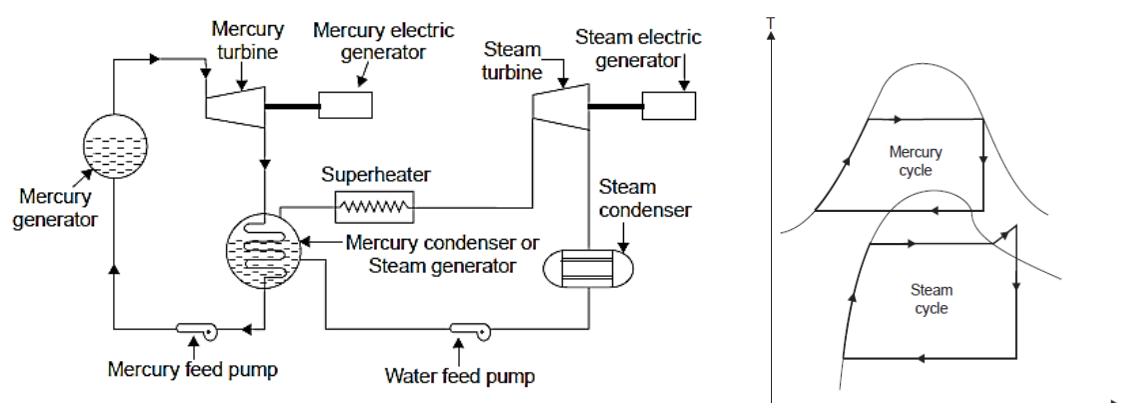 Mercury
turbine
Mercury electric
generator
Steam
turbine
Steam electric
generator
Mercury
generator
Superheater
Steam
condenser
Mercury condenser or
Steam generator
Mercury feed pump
Water feed pump
T
Mercury
cycle
Steam
cycle